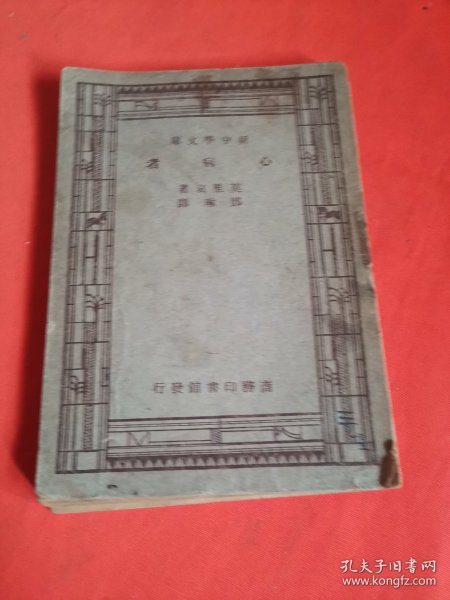 新中學文庫
心病者
莫里哀著
鄧琳譯
商務印書館發行
孔夫子旧书网
www.kongfz.com